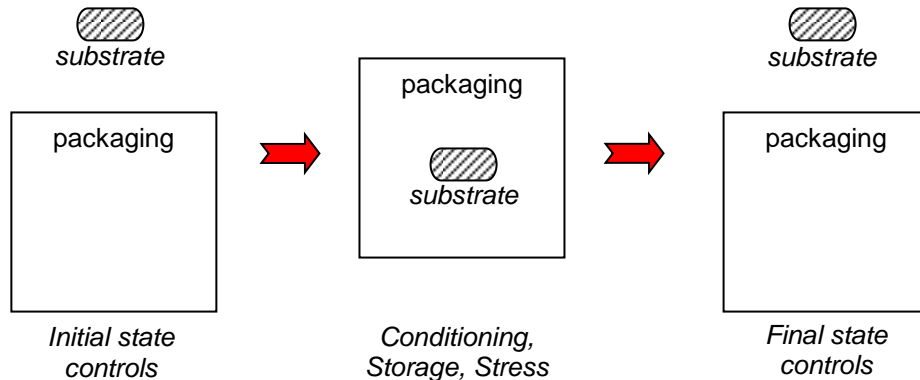 substrate
packaging
Initial state
controls
packaging
substrate
Conditioning,
Storage, Stress
substrate
packaging
Final state
controls